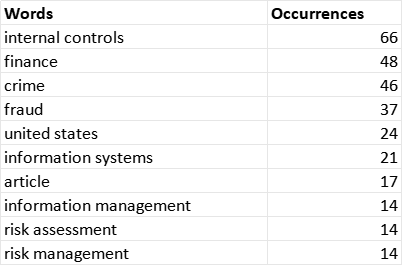 Words Occurrences
internal controls 66
finance 48
crime 46
fraud 37
united states 24
information systems 21
article 17
information management 14
risk assessment 14
risk management 14